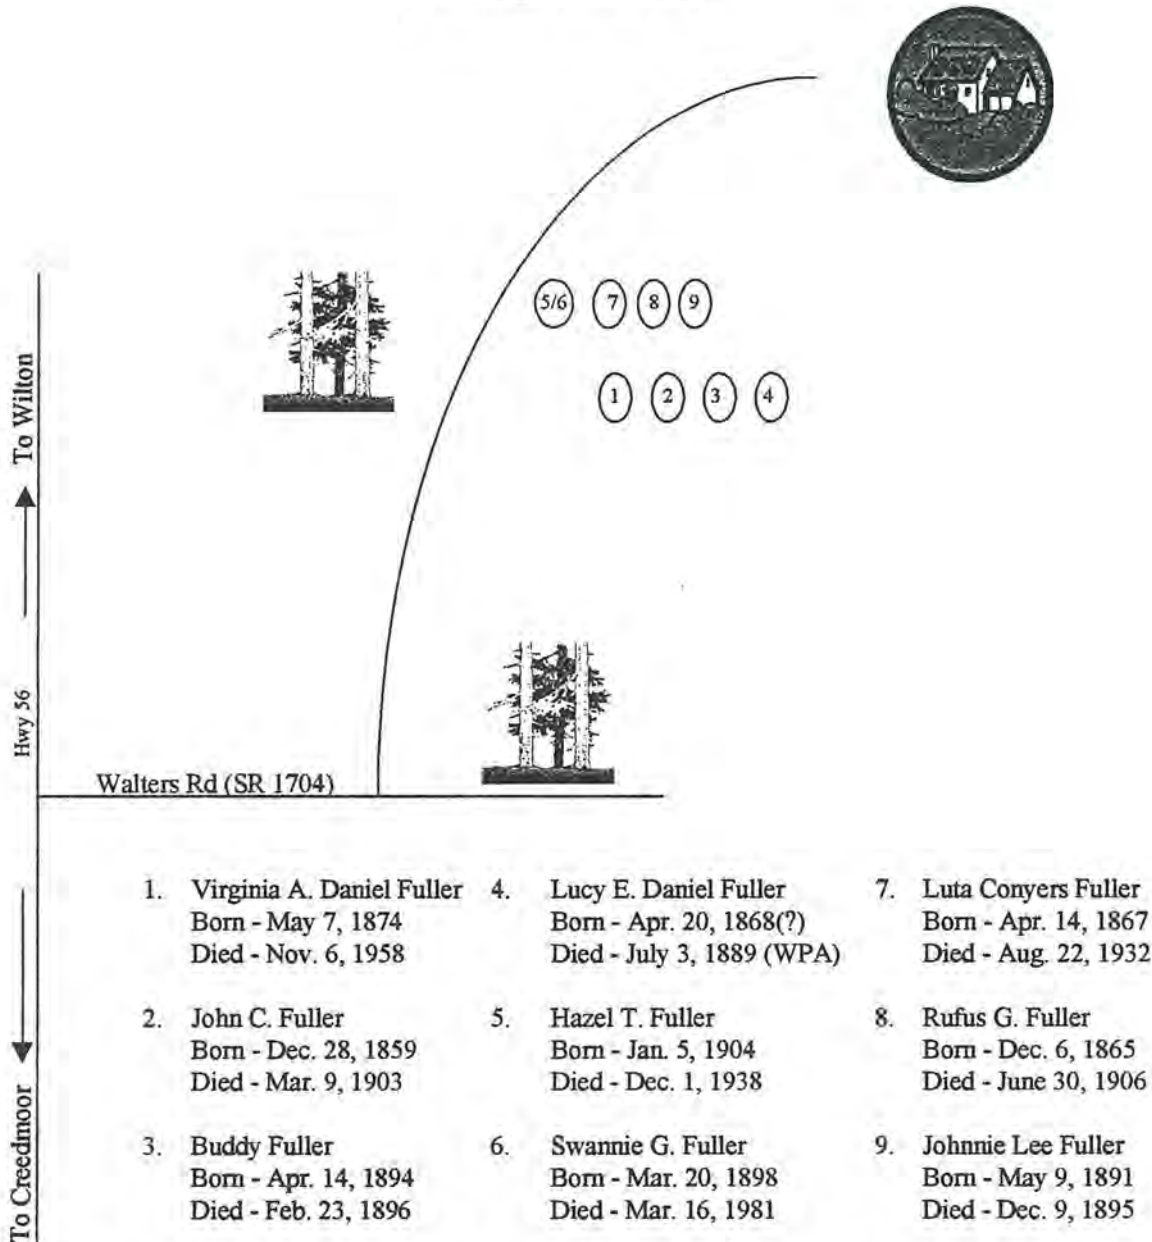 5/6 7 8 9
1 2 3 4
To Wilton
Hwy 56
To Creedmoor
Walters Rd (SR 1704)
1. Virginia A. Daniel Fuller
Born - May 7, 1874
Died - Nov. 6, 1958
2. John C. Fuller
Born - Dec. 28, 1859
Died - Mar. 9, 1903
3. Buddy Fuller
Born - Apr. 14, 1894
Died - Feb. 23, 1896
4. Lucy E. Daniel Fuller
Born - Apr. 20, 1868(?)
Died - July 3, 1889 (WPA)
5. Hazel T. Fuller
Born - Jan. 5, 1904
Died - Dec. 1, 1938
6. Swannie G. Fuller
Born - Mar. 20, 1898
Died - Mar. 16, 1981
7. Luta Conyers Fuller
Born - Apr. 14, 1867
Died - Aug. 22, 1932
8. Rufus G. Fuller
Born - Dec. 6, 1865
Died - June 30, 1906
9. Johnnie Lee Fuller
Born - May 9, 1891
Died - Dec. 9, 1895